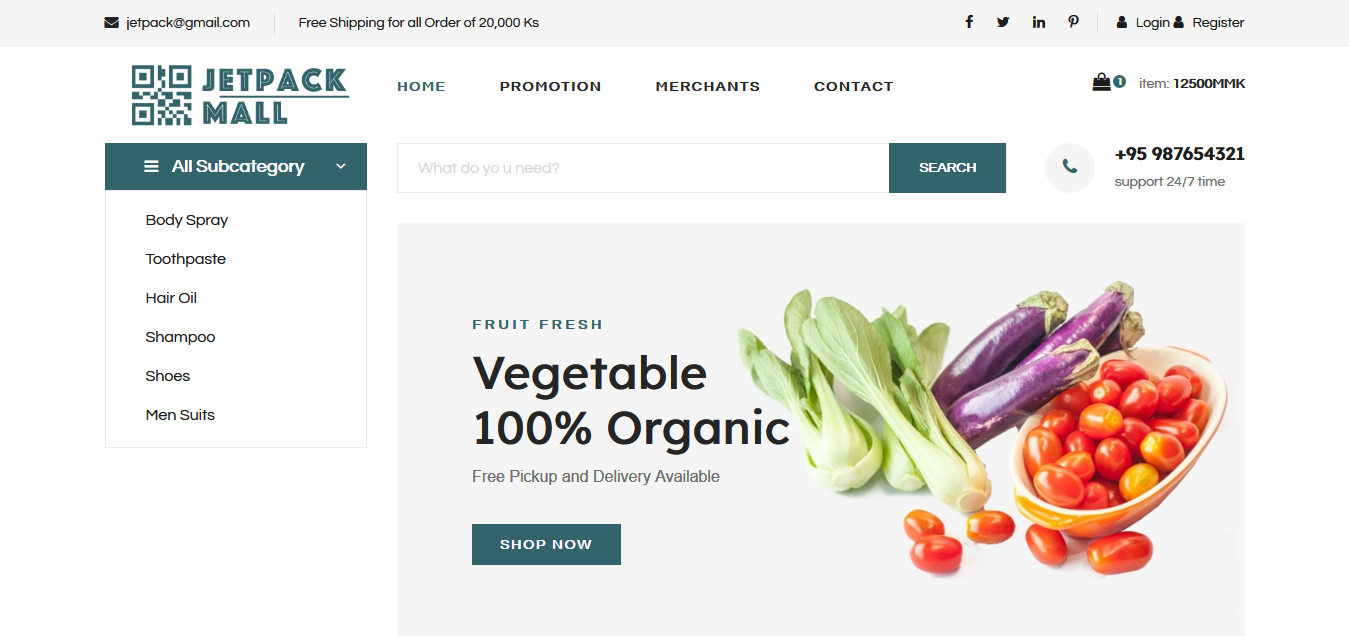 jetpack@gmail.com
Free Shipping for all Order of 20,000 Ks
Login
Register
JETPACK
MALL
HOME
PROMOTION
MERCHANTS
CONTACT
1
item: 12500MMK
All Subcategory
What do yo u need?
SEARCH
+95 987654321
support 24/7 time
Body Spray
Toothpaste
Hair Oil
Shampoo
Shoes
Men Suits
FRUIT FRESH
Vegetable
100% Organic
Free Pickup and Delivery Available
SHOP NOW